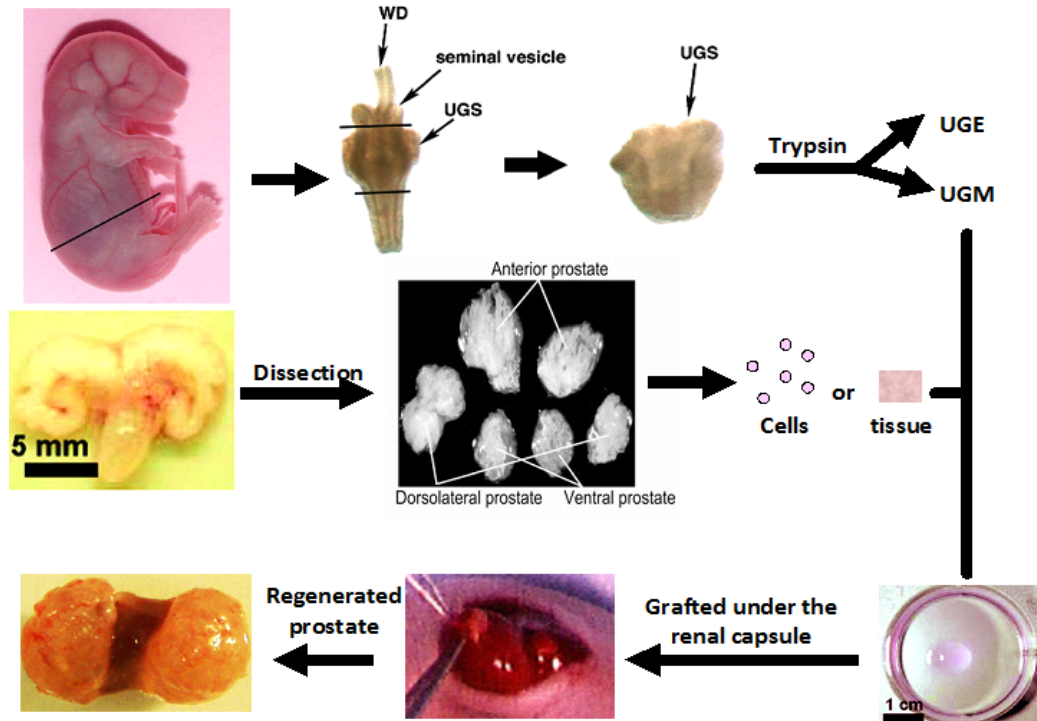 WD
seminal vesicle
UGS
UGS
Trypsin
UGE
UGM
5 mm
Dissection
Anterior prostate
Dorsolateral prostate
Ventral prostate
Cells
or
tissue
Regenerated
prostate
Grafted under the
renal capsule
1 cm